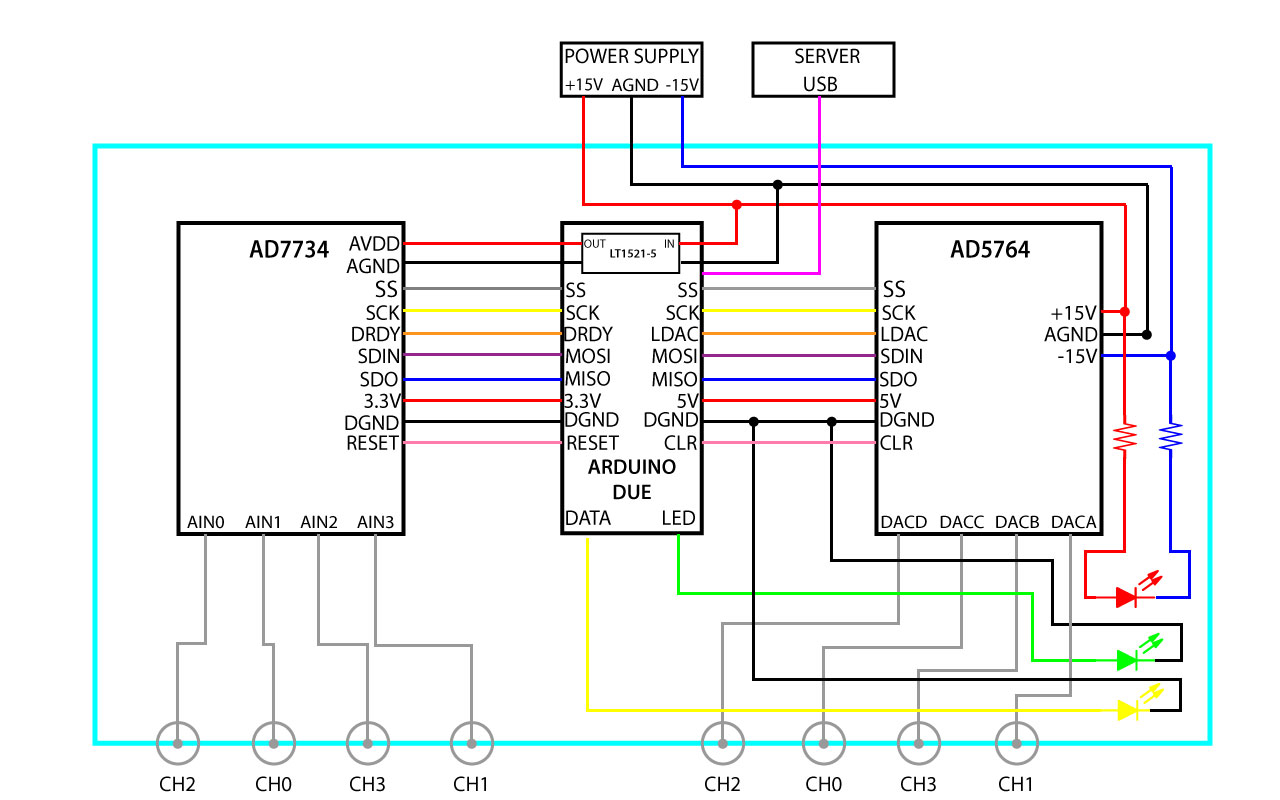 POWER SUPPLY
+15V AGND -15V
SERVER
USB
AD7734
AVDD
AGND
SS
SCK
DRDY
SDIN
SDO
3.3V
DGND
RESET
AIN0 AIN1 AIN2 AIN3
OUT IN
LT1521-5
SS SS
SCK SCK
DRDY LDAC
MOSI MOSI
MISO MISO
3.3V 5V
DGND DGND
RESET CLR
ARDUINO
DUE
DATA LED
AD5764
SS
SCK
LDAC
SDIN
SDO
5V
DGND
CLR
+15V
AGND
-15V
DACD DACC DACB DACA
CH2 CH0 CH3 CH1 CH2 CH0 CH3 CH1